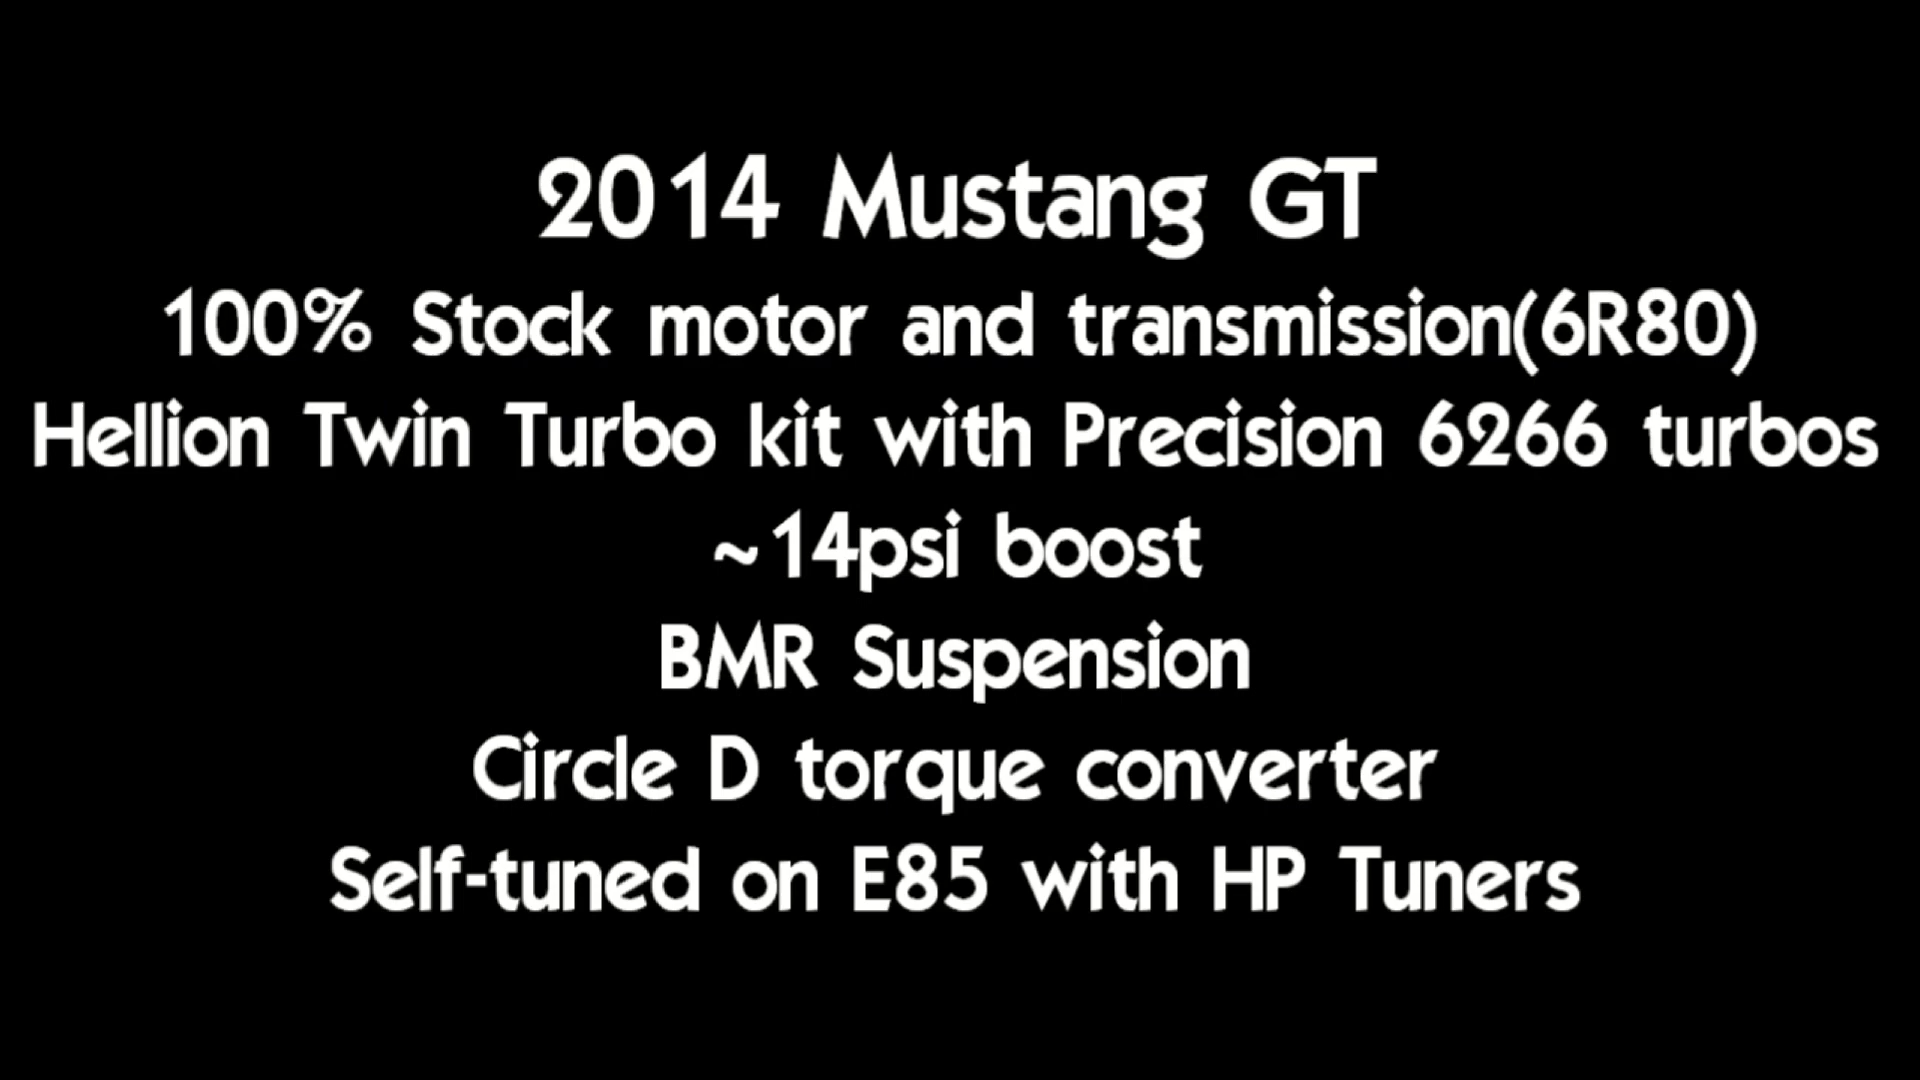 2014 Mustang GT
100% Stock motor and transmission(6R80)
Hellion Twin Turbo kit with Precision 6266 turbos
~14psi boost
BMR Suspension
Circle D torque converter
Self-tuned on E85 with HP Tuners